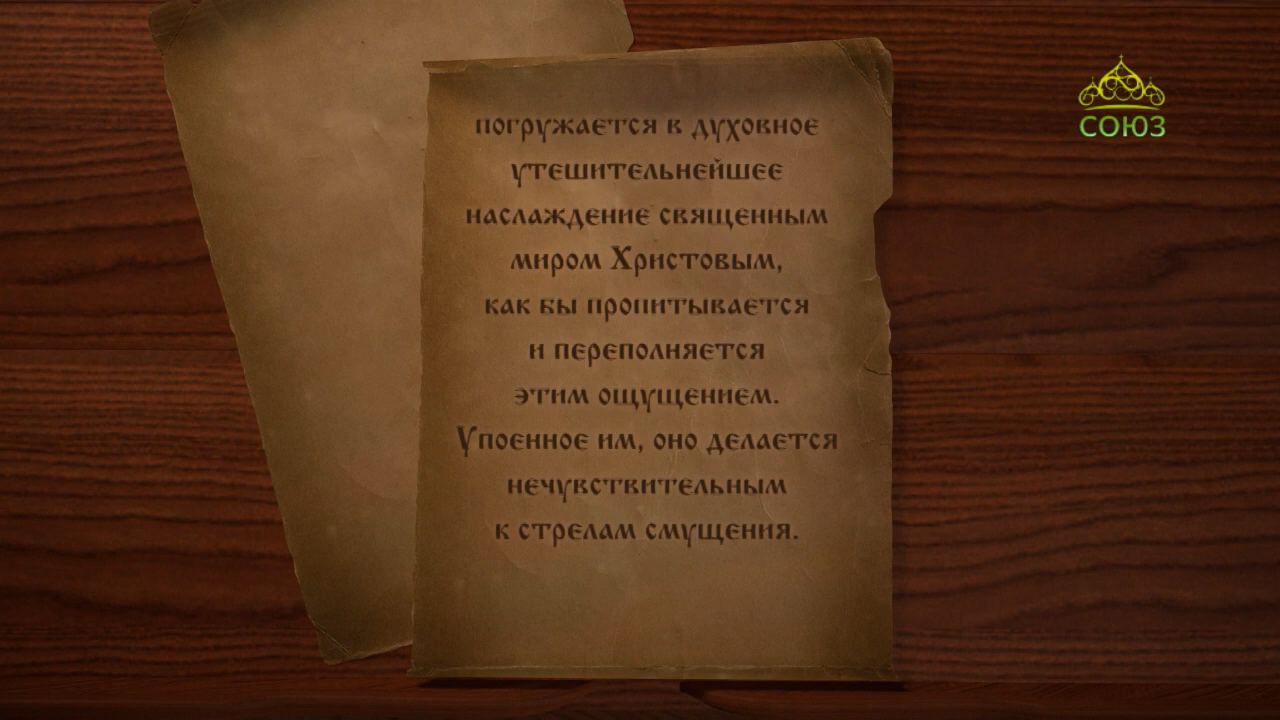 погружается в духовное
утешительнейшее
наслаждение священным
миром Христовым,
как бы пропитывается
и переполняется
этим ощущением.
Упоенное им, оно делается
нечувствительным
к стрелам смущения.
СОЮЗ